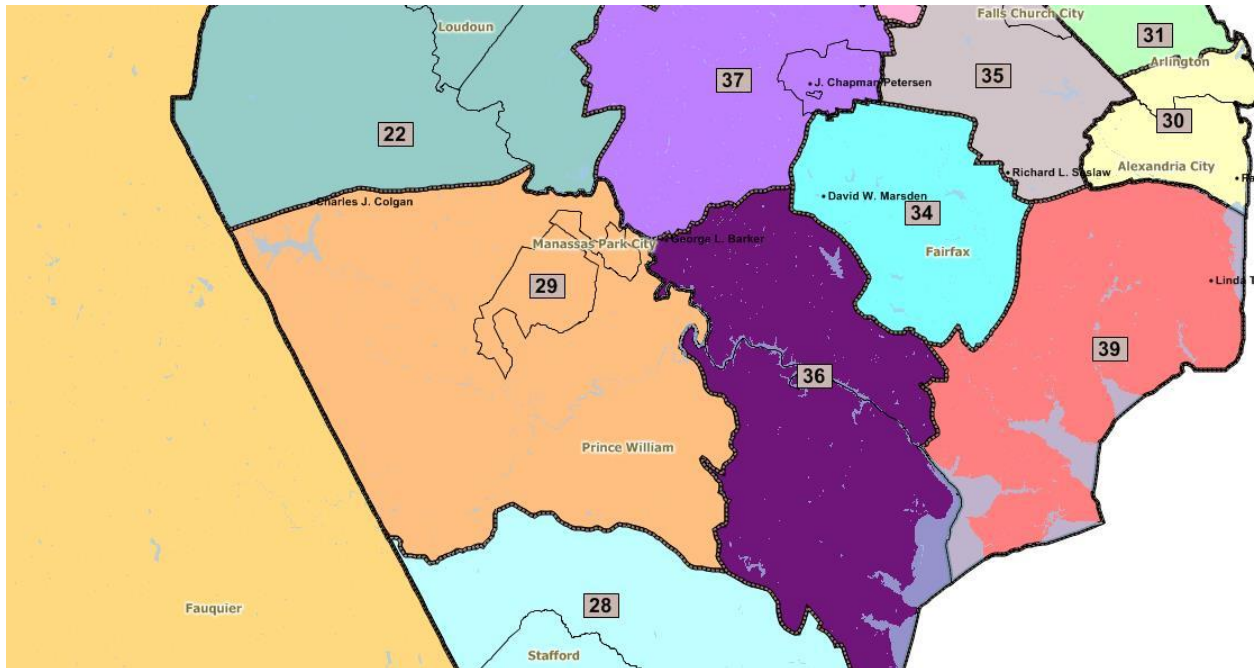 Falls Church City
Loudoun
31
Arlington
35
37
J. Chapman Petersen
30
22
Alexandria City
Richard L. Saslaw
David W. Marsden
34
Charles J. Colgan
George L. Barker
Manassas Park City
Fairfax
29
Linda T
39
36
Prince William
28
Fauquier
Stafford